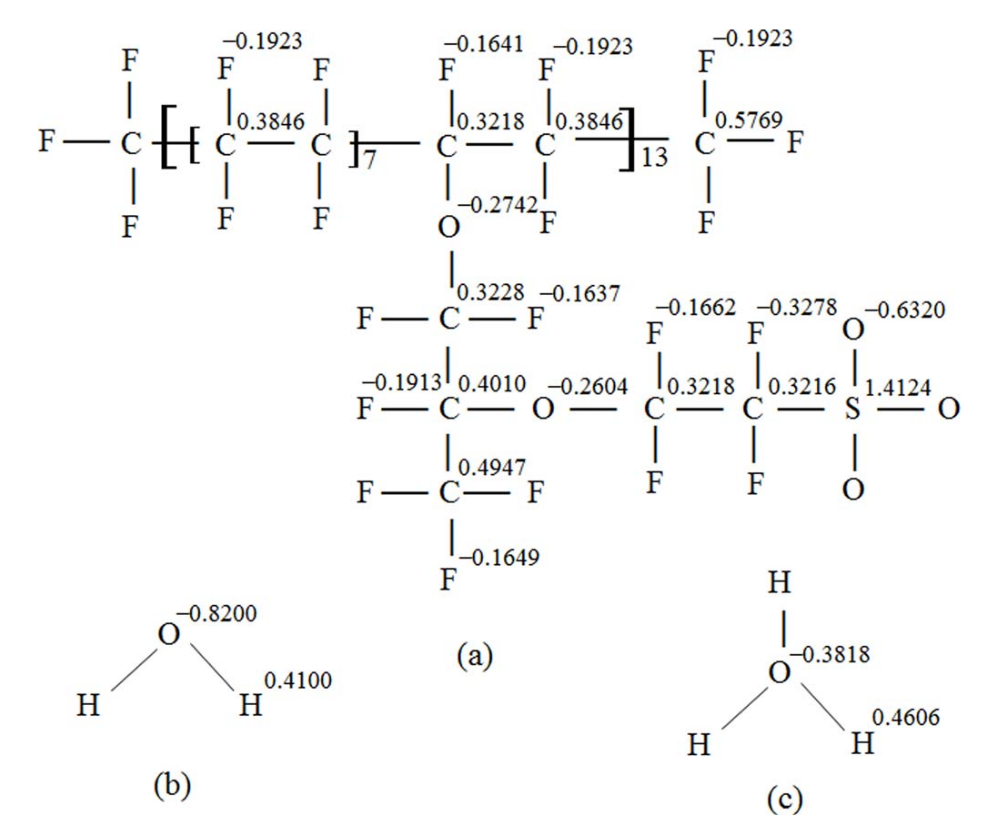 −0.1923 −0.1641 −0.1923 −0.1923
F F F F F F
F C [ [ C 0.3846 C ]7 C 0.3218 C 0.3846 ]13 C 0.5769 F
F F F O −0.2742 F F
F C 0.3228 F −0.1637
F −0.1662 F −0.3278 O −0.6320
−0.1913 F C 0.4010 O −0.2604 C 0.3218 C 0.3216 S 1.4124 O
F F O
F C 0.4947 F
F −0.1649
O −0.8200
H H 0.4100
(b)
(a)
H
O −0.3818
H H 0.4606
(c)